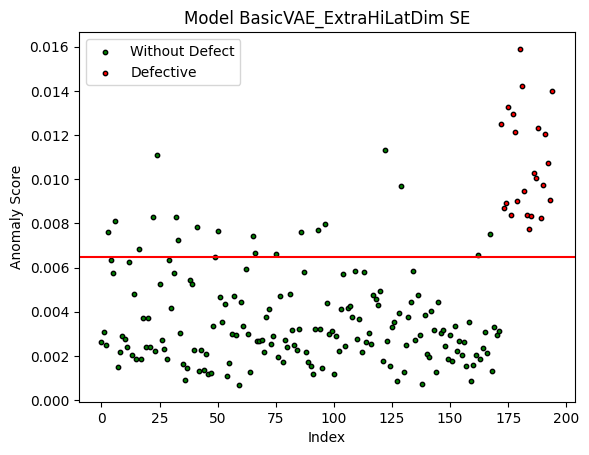 Model BasicVAE_ExtraHiLatDim SE
Without Defect
Defective
Anomaly Score
0.016
0.014
0.012
0.010
0.008
0.006
0.004
0.002
0.000
0 25 50 75 100 125 150 175 200
Index